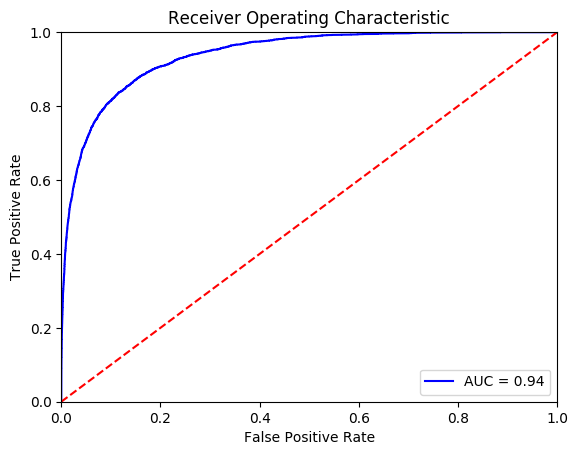 Receiver Operating Characteristic
1.0
0.8
0.6
0.4
0.2
0.0
True Positive Rate
AUC = 0.94
0.0 0.2 0.4 0.6 0.8 1.0
False Positive Rate